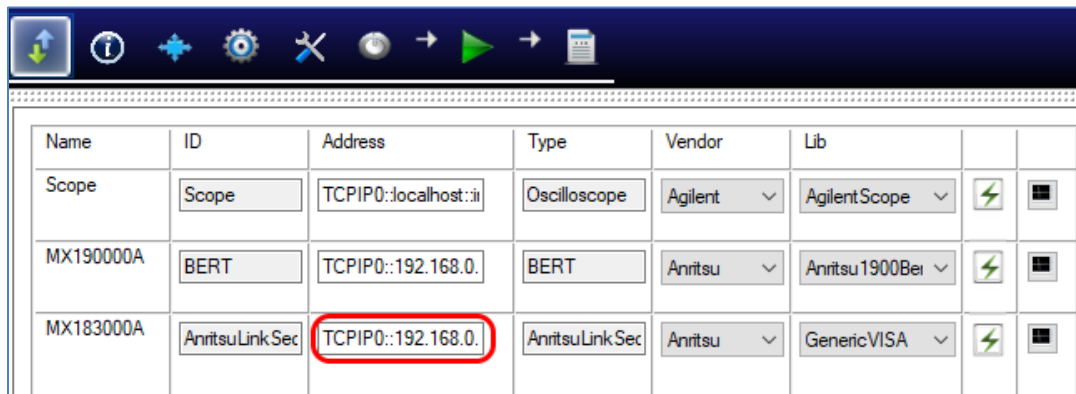 Name ID Address Type Vendor Lib
Scope Scope TCPIP0::localhost::i Oscilloscope Agilent AgilentScope
MX190000A BERT TCPIP0::192.168.0. BERT Anritsu Anritsu1900Be
MX183000A AnritsuLinkSec TCPIP0::192.168.0. AnritsuLinkSec Anritsu GenericVISA